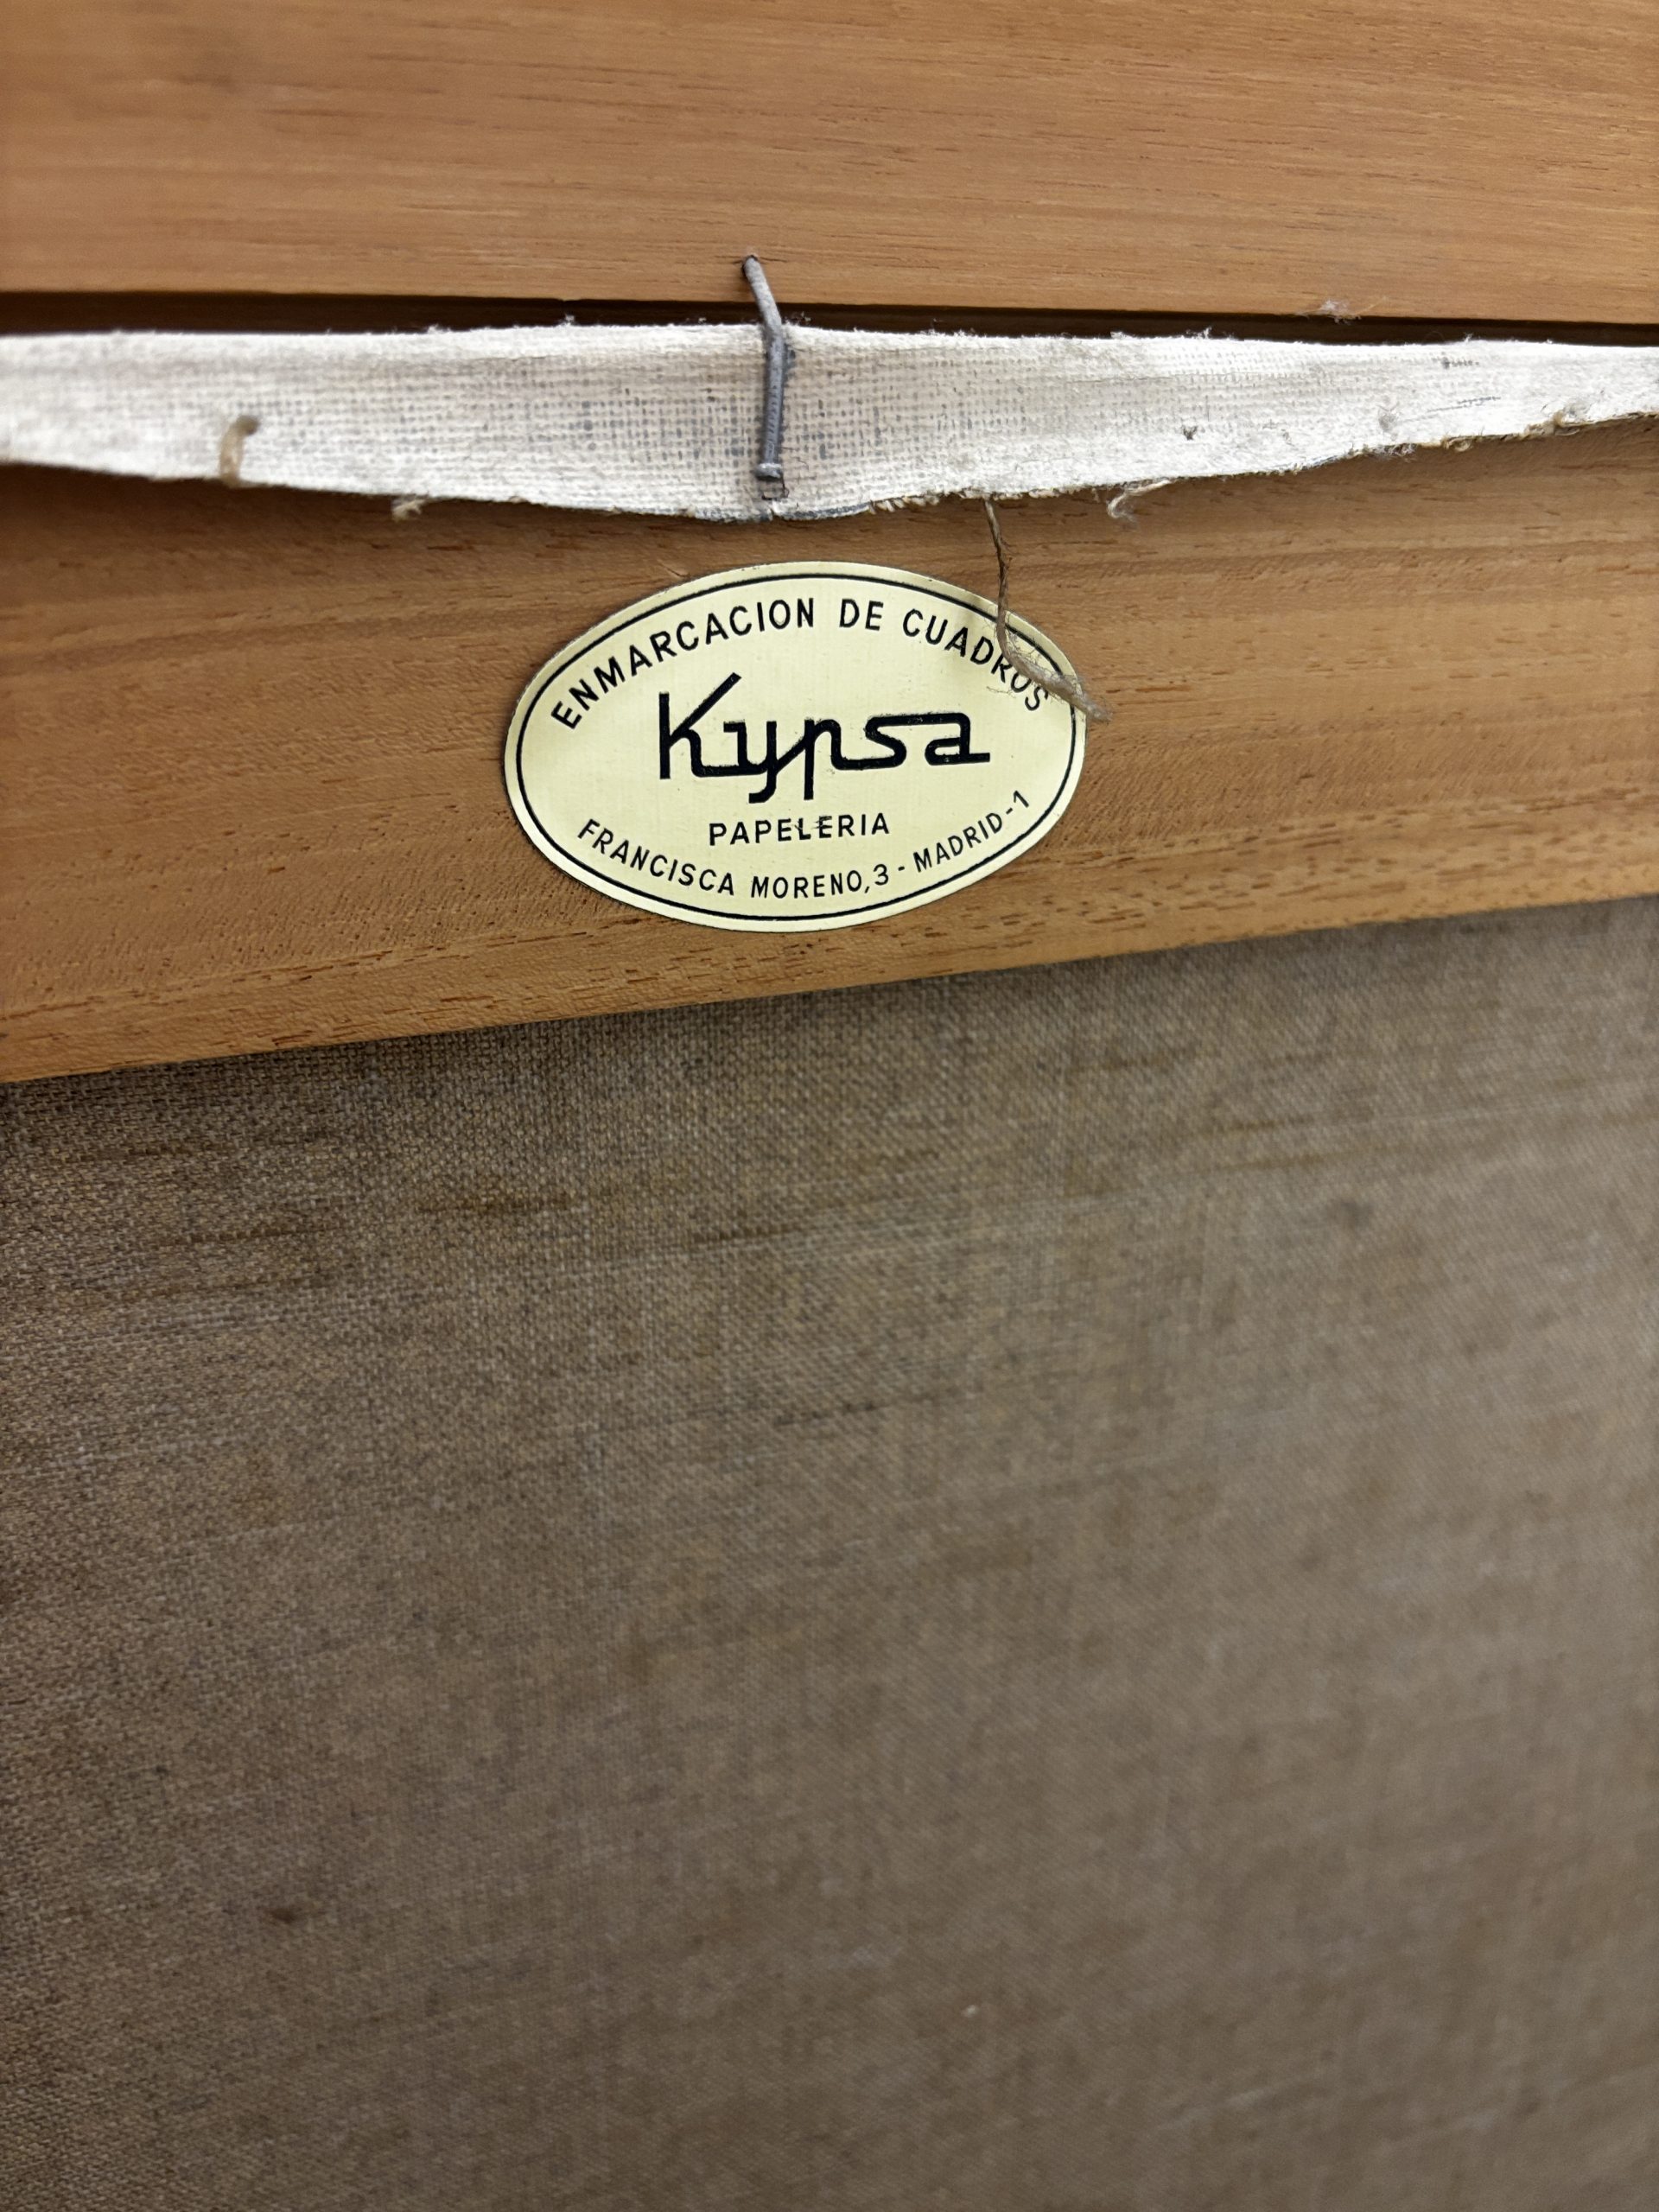 ENMARCACION DE CUADROS
Kypsa
PAPELERIA
FRANCISCA MORENO, 3 - MADRID-1